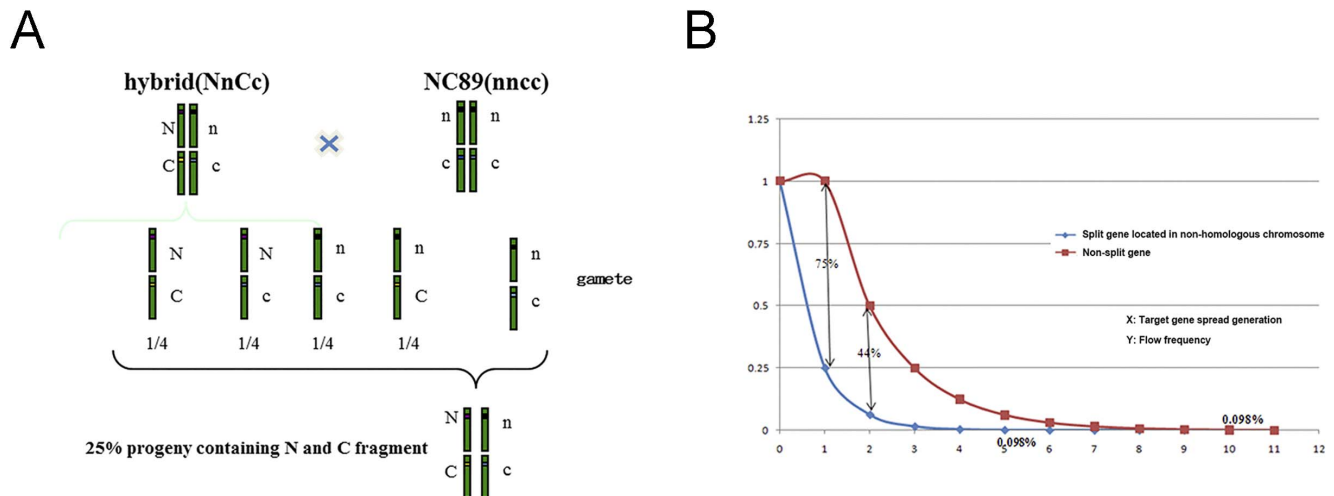 A
hybrid(NnCc)
NC89(nncc)
N n
C c
n n
c c
N
C
N
c
n
c
n
C
n
c
gamete
1/4 1/4 1/4 1/4
25% progeny containing N and C fragment
N n
C c
B
1.25
1
0.75
0.5
0.25
0
75%
44%
0.098%
0.098%
0 1 2 3 4 5 6 7 8 9 10 11 12
Split gene located in non-homologous chromosome
Non-split gene
X: Target gene spread generation
Y: Flow frequency